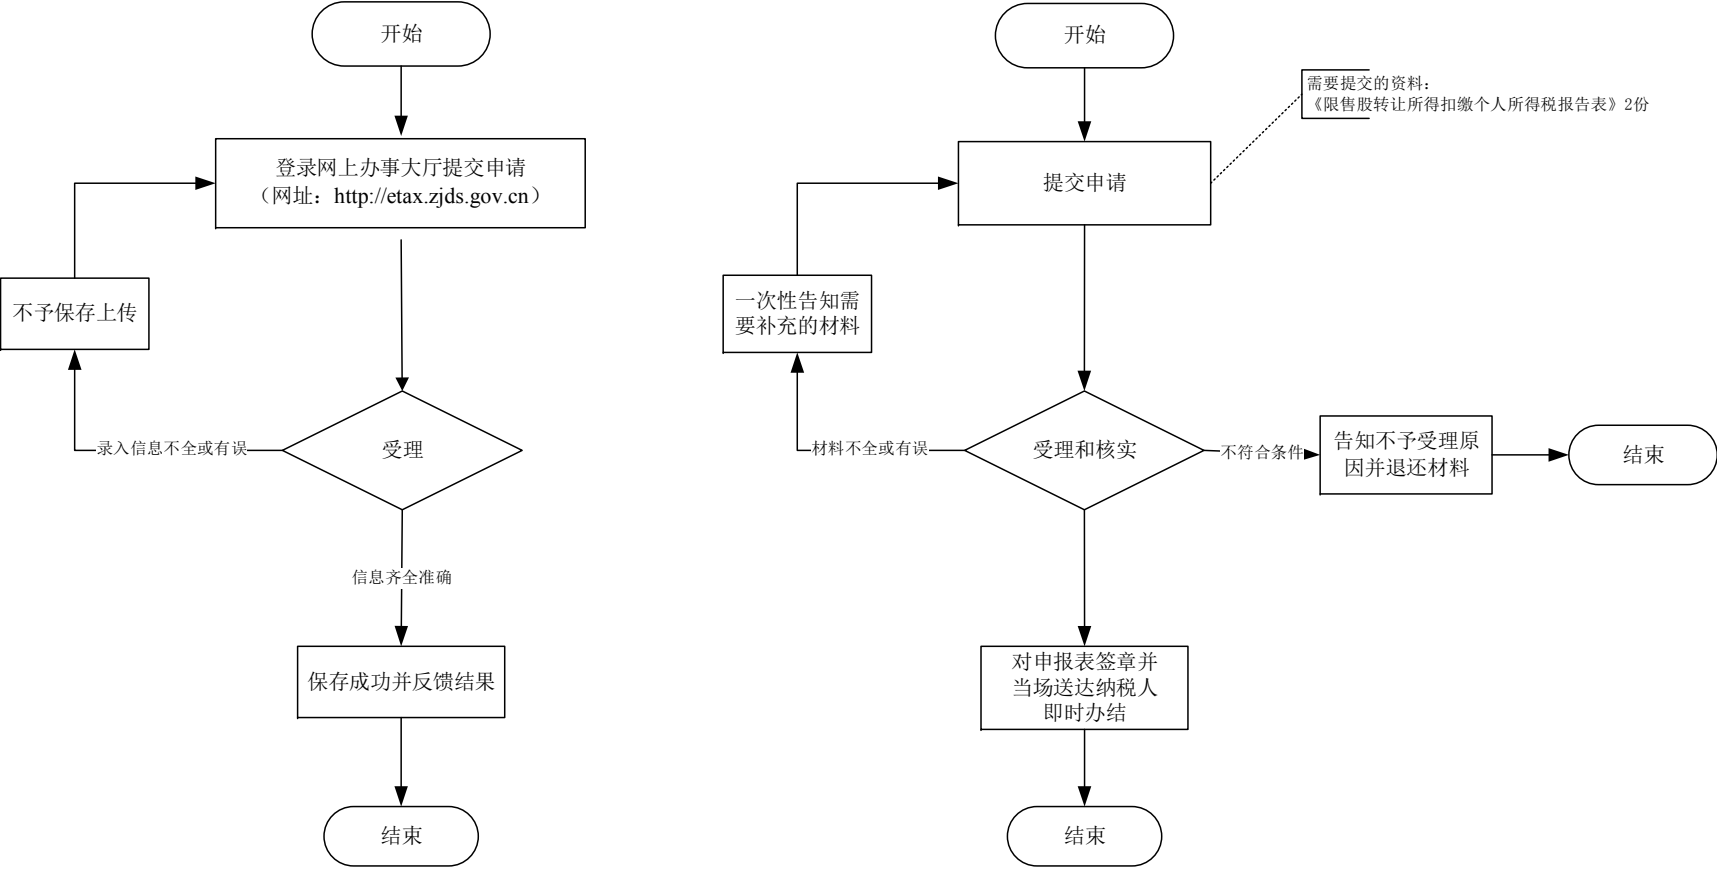 开始
登录网上办事大厅提交申请
（网址：http://etax.zjds.gov.cn）
不予保存上传
录入信息不全或有误
受理
信息齐全准确
保存成功并反馈结果
结束
开始
需要提交的资料：
《限售股转让所得扣缴个人所得税报告表》2份
提交申请
一次性告知需
要补充的材料
材料不全或有误
受理和核实
不符合条件
告知不予受理原
因并退还材料
结束
对申报表签章并
当场送达纳税人
即时办结
结束